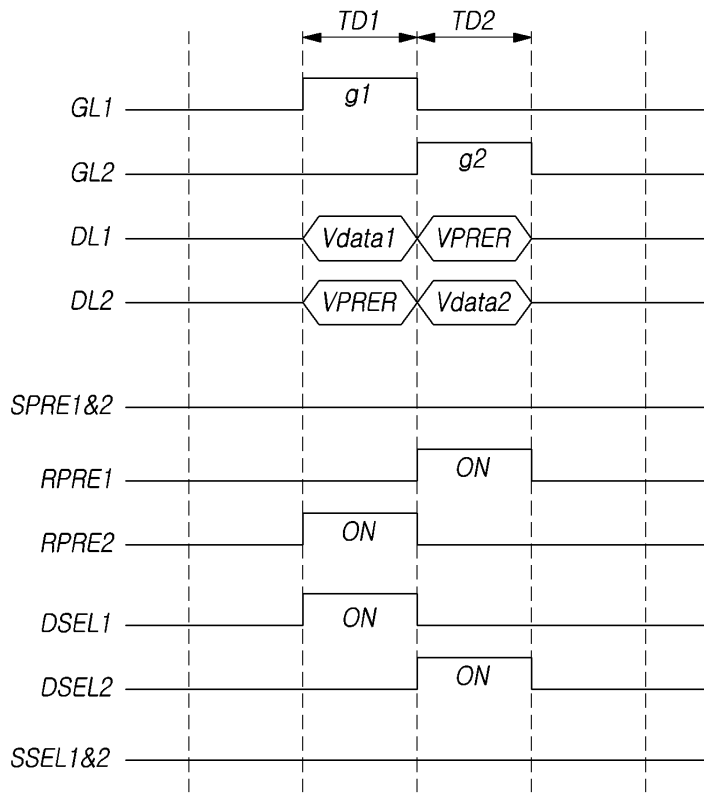 TD1 TD2
GL1 g1
GL2 g2
DL1 Vdata1 VPRER
DL2 VPRER Vdata2
SPRE1&2
RPRE1 ON
RPRE2 ON
DSEL1 ON
DSEL2 ON
SSEL1&2